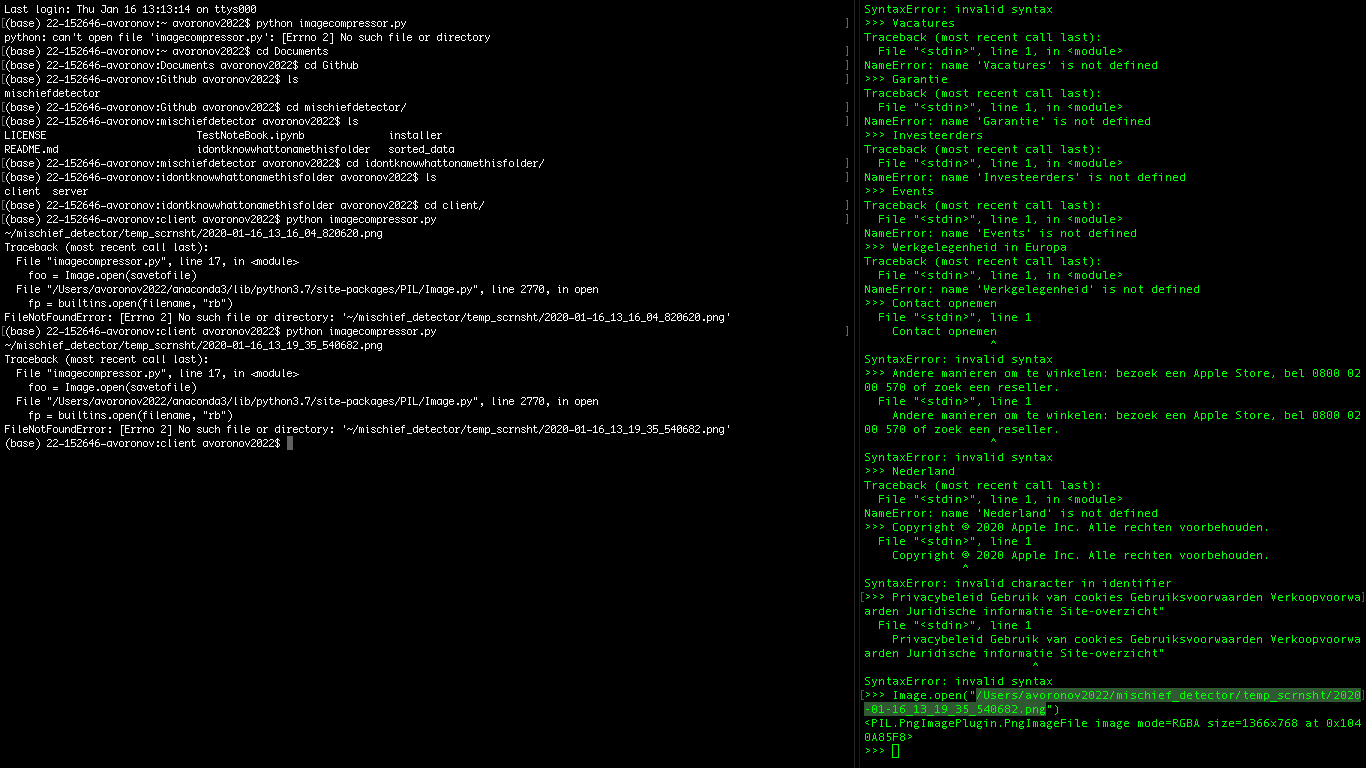 Last login: Thu Jan 16 13:13:14 on ttys000
[(base) 22-152646-avoronov:~ avoronov2022$ python imagecompressor.py ]
python: can't open file 'imagecompressor.py': [Errno 2] No such file or directory
[(base) 22-152646-avoronov:~ avoronov2022$ cd Documents ]
[(base) 22-152646-avoronov:Documents avoronov2022$ cd Github ]
[(base) 22-152646-avoronov:Github avoronov2022$ ls ]
mischiefdetector
[(base) 22-152646-avoronov:Github avoronov2022$ cd mischiefdetector/ ]
[(base) 22-152646-avoronov:mischiefdetector avoronov2022$ ls ]
LICENSE TestNoteBook.ipynb installer
README.md idontknowwhattonamethisfolder sorted_data
[(base) 22-152646-avoronov:mischiefdetector avoronov2022$ cd idontknowwhattonamethisfolder/ ]
[(base) 22-152646-avoronov:idontknowwhattonamethisfolder avoronov2022$ ls ]
client server
[(base) 22-152646-avoronov:idontknowwhattonamethisfolder avoronov2022$ cd client/ ]
[(base) 22-152646-avoronov:client avoronov2022$ python imagecompressor.py ]
~/mischief_detector/temp_scrnsht/2020-01-16_13_16_04_820620.png
Traceback (most recent call last):
File "imagecompressor.py", line 17, in <module>
foo = Image.open(savetofile)
File "/Users/avoronov2022/anaconda3/lib/python3.7/site-packages/PIL/Image.py", line 2770, in open
fp = builtins.open(filename, "rb")
FileNotFoundError: [Errno 2] No such file or directory: '~/mischief_detector/temp_scrnsht/2020-01-16_13_16_04_820620.png'
[(base) 22-152646-avoronov:client avoronov2022$ python imagecompressor.py ]
~/mischief_detector/temp_scrnsht/2020-01-16_13_19_35_540682.png
Traceback (most recent call last):
File "imagecompressor.py", line 17, in <module>
foo = Image.open(savetofile)
File "/Users/avoronov2022/anaconda3/lib/python3.7/site-packages/PIL/Image.py", line 2770, in open
fp = builtins.open(filename, "rb")
FileNotFoundError: [Errno 2] No such file or directory: '~/mischief_detector/temp_scrnsht/2020-01-16_13_19_35_540682.png'
(base) 22-152646-avoronov:client avoronov2022$
SyntaxError: invalid syntax
>>> Vacatures
Traceback (most recent call last):
File "<stdin>", line 1, in <module>
NameError: name 'Vacatures' is not defined
>>> Garantie
Traceback (most recent call last):
File "<stdin>", line 1, in <module>
NameError: name 'Garantie' is not defined
>>> Investeerders
Traceback (most recent call last):
File "<stdin>", line 1, in <module>
NameError: name 'Investeerders' is not defined
>>> Events
Traceback (most recent call last):
File "<stdin>", line 1, in <module>
NameError: name 'Events' is not defined
>>> Werkgelegenheid in Europa
Traceback (most recent call last):
File "<stdin>", line 1, in <module>
NameError: name 'Werkgelegenheid' is not defined
>>> Contact opnemen
File "<stdin>", line 1
Contact opnemen
^
SyntaxError: invalid syntax
>>> Andere manieren om te winkelen: bezoek een Apple Store, bel 0800 02
00 570 of zoek een reseller.
File "<stdin>", line 1
Andere manieren om te winkelen: bezoek een Apple Store, bel 0800 02
00 570 of zoek een reseller.
^
SyntaxError: invalid syntax
>>> Nederland
Traceback (most recent call last):
File "<stdin>", line 1, in <module>
NameError: name 'Nederland' is not defined
>>> Copyright © 2020 Apple Inc. Alle rechten voorbehouden.
File "<stdin>", line 1
Copyright © 2020 Apple Inc. Alle rechten voorbehouden.
^
SyntaxError: invalid character in identifier
[>>> Privacybeleid Gebruik van cookies Gebruiksvoorwaarden Verkoopvoorwa]
arden Juridische informatie Site-overzicht"
File "<stdin>", line 1
Privacybeleid Gebruik van cookies Gebruiksvoorwaarden Verkoopvoorwa
arden Juridische informatie Site-overzicht"
^
SyntaxError: invalid syntax
[>>> Image.open("/Users/avoronov2022/mischief_detector/temp_scrnsht/2020]
-01-16_13_19_35_540682.png")
<PIL.PngImagePlugin.PngImageFile image mode=RGBA size=1366x768 at 0x104
0A85F8>
>>>